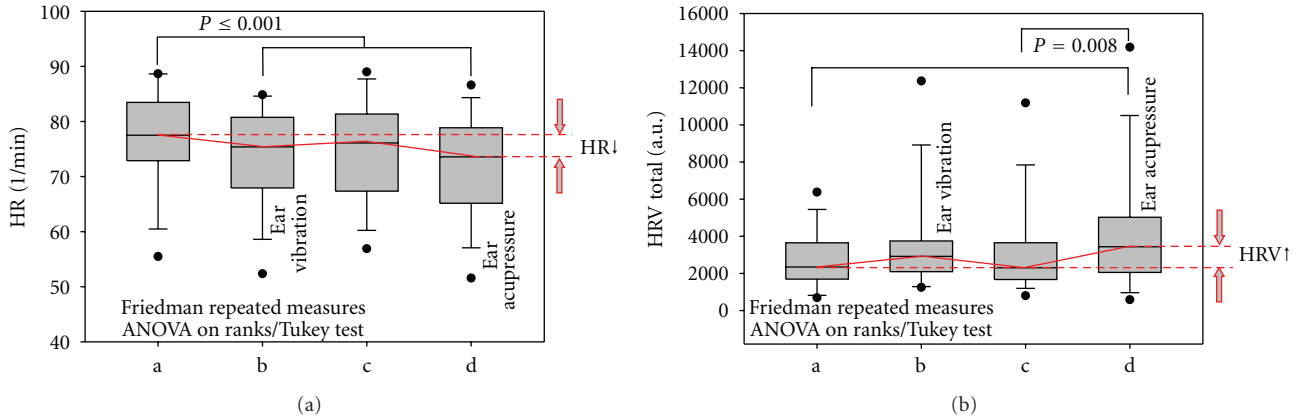 100
90
80
70
60
50
40
HR (1/min)
P ≤ 0.001
Ear
vibration
Ear
acupressure
HR↓
Friedman repeated measures
ANOVA on ranks/Tukey test
a
b
c
d
(a)
16000
14000
12000
10000
8000
6000
4000
2000
0
HRV total (a.u.)
P = 0.008
Ear vibration
Ear acupressure
HRV↑
Friedman repeated measures
ANOVA on ranks/Tukey test
a
b
c
d
(b)